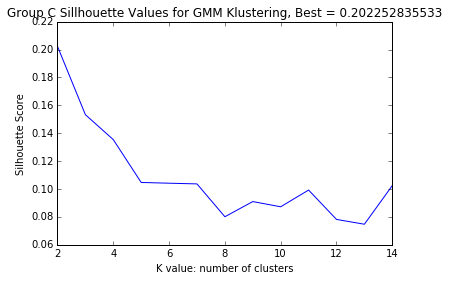 Group C Sillhouette Values for GMM Klustering, Best = 0.202252835533
0.22
0.20
0.18
0.16
0.14
0.12
0.10
0.08
0.06
Silhouette Score
2 4 6 8 10 12 14
K value: number of clusters